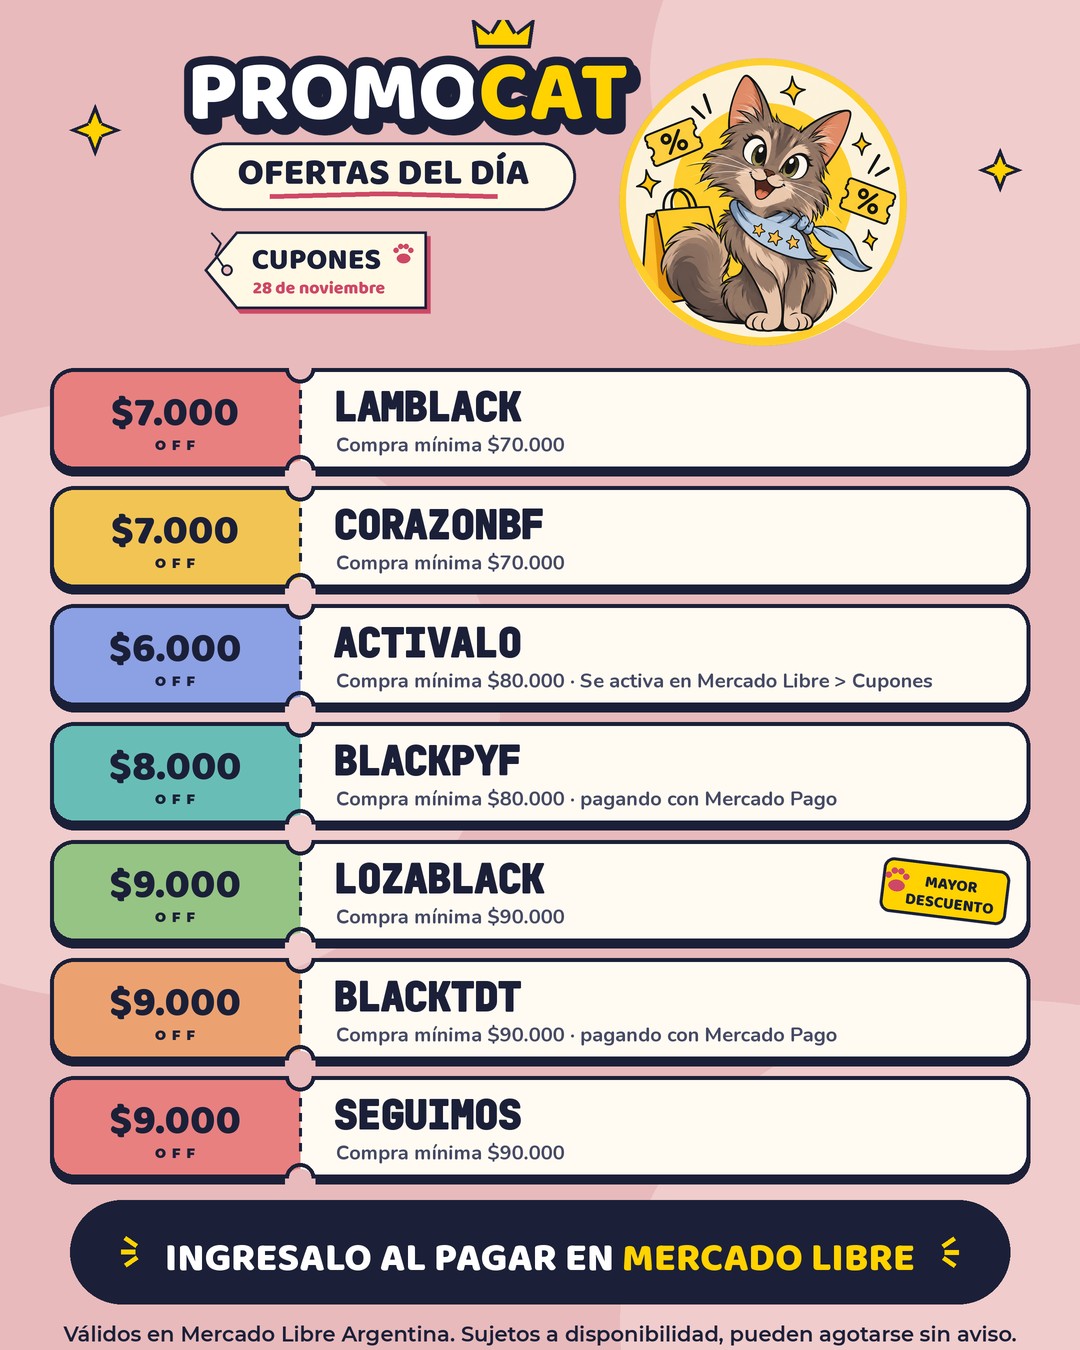 PROMOCAT
OFERTAS DEL DÍA
CUPONES
28 de noviembre
%
%
$7.000
OFF
LAMBLACK
Compra mínima $70.000
$7.000
OFF
CORAZONBF
Compra mínima $70.000
$6.000
OFF
ACTIVALO
Compra mínima $80.000 · Se activa en Mercado Libre > Cupones
$8.000
OFF
BLACKPYF
Compra mínima $80.000 · pagando con Mercado Pago
$9.000
OFF
LOZABLACK
Compra mínima $90.000
MAYOR
DESCUENTO
$9.000
OFF
BLACKTDT
Compra mínima $90.000 · pagando con Mercado Pago
$9.000
OFF
SEGUIMOS
Compra mínima $90.000
INGRESALO AL PAGAR EN MERCADO LIBRE
Válidos en Mercado Libre Argentina. Sujetos a disponibilidad, pueden agotarse sin aviso.